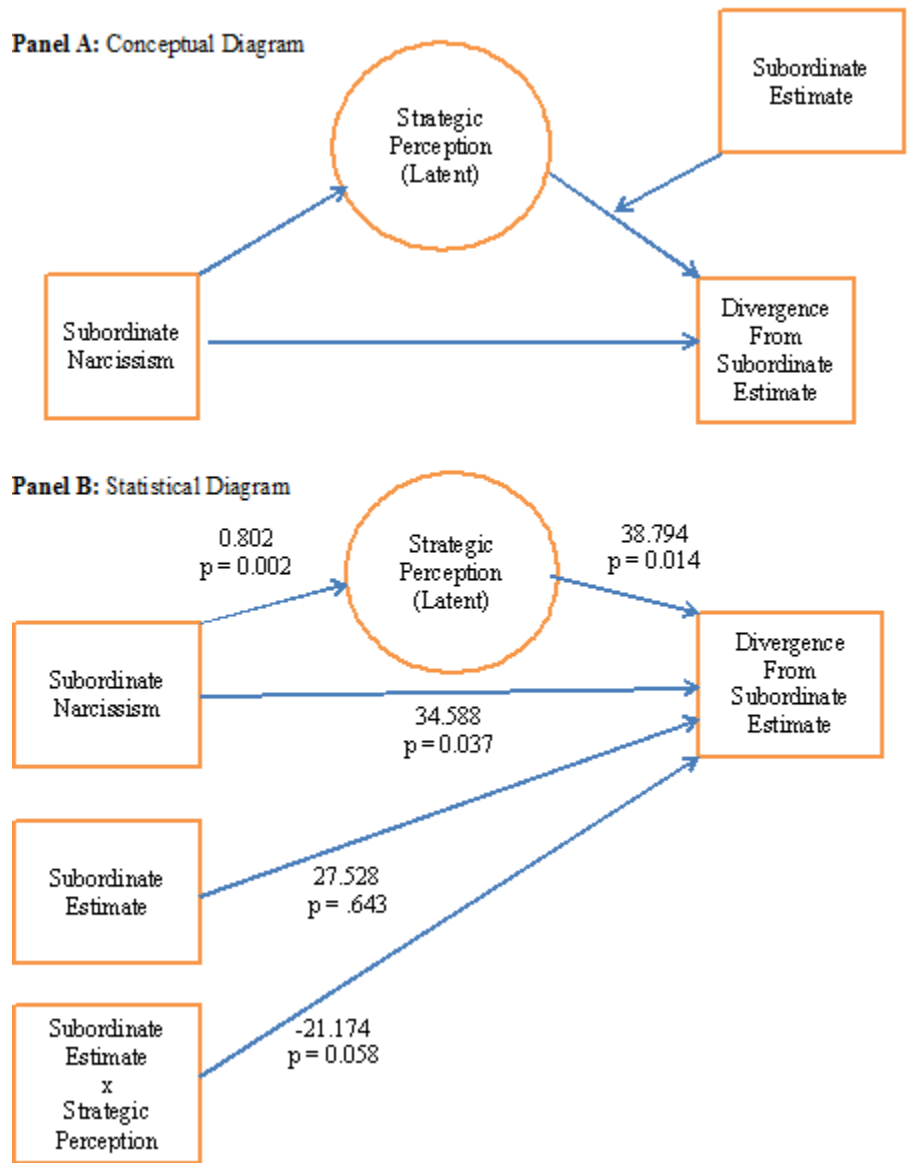 Panel A: Conceptual Diagram
Subordinate
Estimate
Strategic
Perception
(Latent)
Subordinate
Narcissism
Divergence
From
Subordinate
Estimate
Panel B: Statistical Diagram
0.802
p = 0.002
Strategic
Perception
(Latent)
38.794
p = 0.014
Subordinate
Narcissism
34.588
p = 0.037
Divergence
From
Subordinate
Estimate
Subordinate
Estimate
27.528
p = .643
Subordinate
Estimate
x
Strategic
Perception
-21.174
p = 0.058